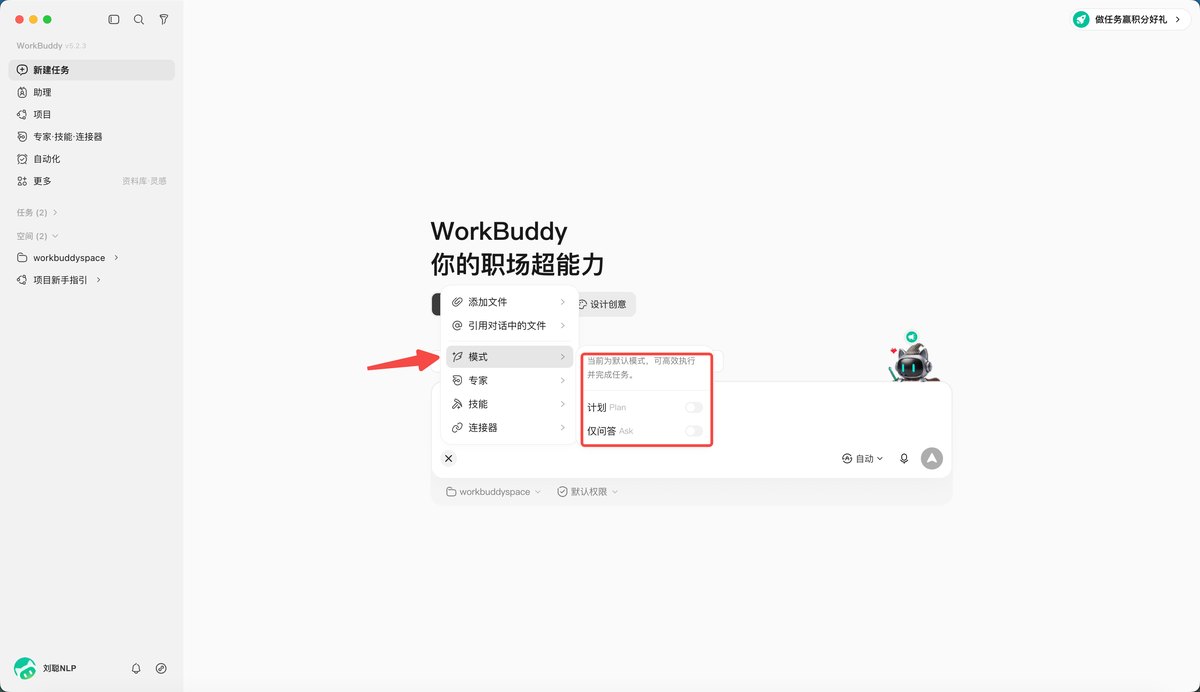 做任务赢积分好礼
WorkBuddy v5.2.3
新建任务
助理
项目
专家·技能·连接器
自动化
更多 资料库·灵感
任务 (2)
空间 (2)
workbuddyspace
项目新手指引
WorkBuddy
你的职场超能力
设计创意
添加文件
引用对话中的文件
模式
专家
技能
连接器
当前为默认模式，可高效执行
并完成任务。
计划 Plan
仅问答 Ask
自动
workbuddyspace 默认权限
刘聪NLP